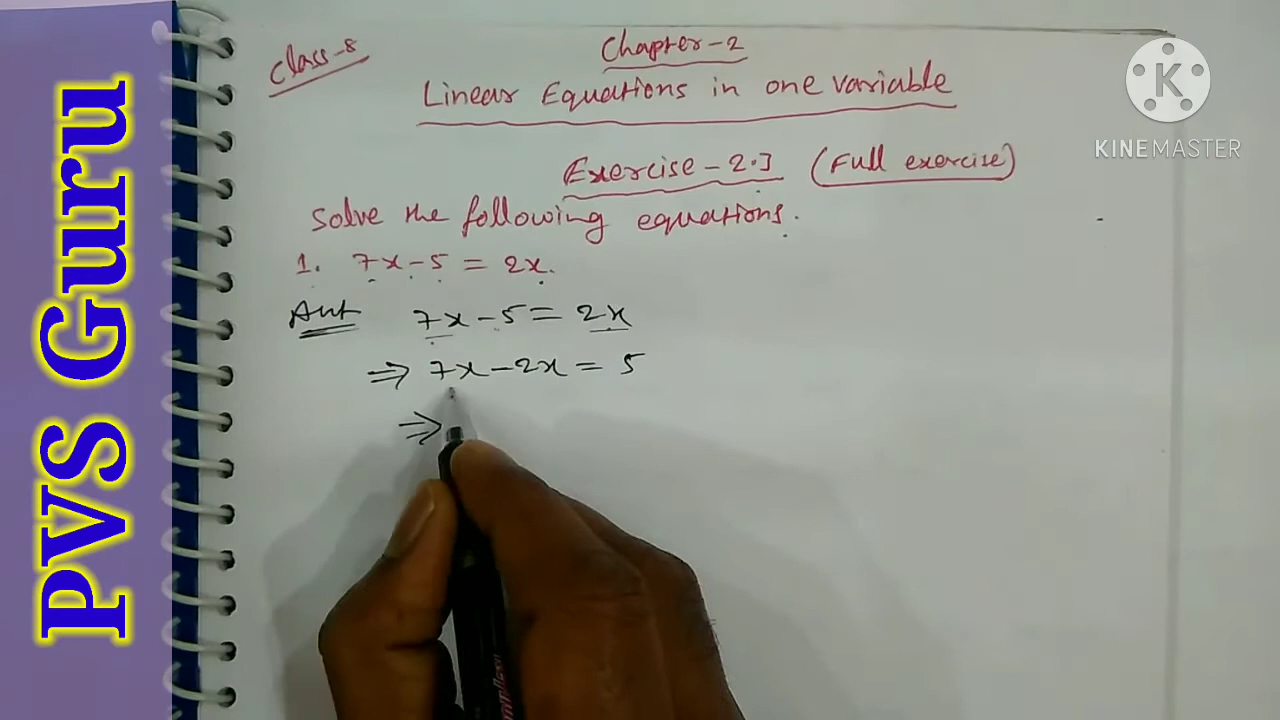 Class-8
Chapter-2
Linear Equations in one variable
Exercise-2.3 (Full exercise)
Solve the following equations.
1. 7x-5 = 2x.
Ans 7x-5 = 2x
⇒ 7x-2x = 5
⇒
PVS Guru
K
KINEMASTER